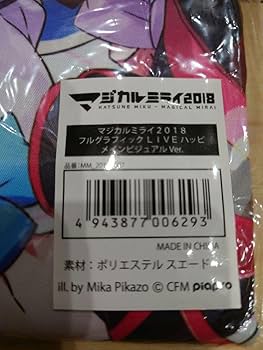 マジカルミライ2018
HATSUNE MIKU - MAGICAL MIRAI
マジカルミライ2018
フルグラフィックLIVEハッピ
メインビジュアルVer.
4 943877 006293
MADE IN CHINA
素材:ポリエステル スエード
ill. by Mika Pikazo © CFM piapro